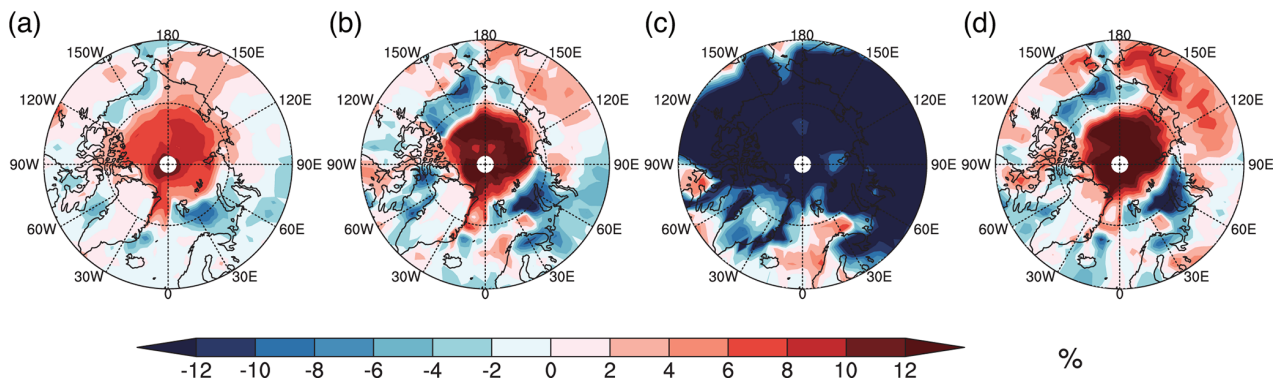 (a) (b) (c) (d)
180 180 180 180
150W 150E 150W 150E 150W 150E 150W 150E
120W 120E 120W 120E 120W 120E 120W 120E
90W 90E 90W 90E 90W 90E 90W 90E
60W 60E 60W 60E 60W 60E 60W 60E
30W 30E 30W 30E 30W 30E 30W 30E
0 0 0 0
-12 -10 -8 -6 -4 -2 0 2 4 6 8 10 12 %